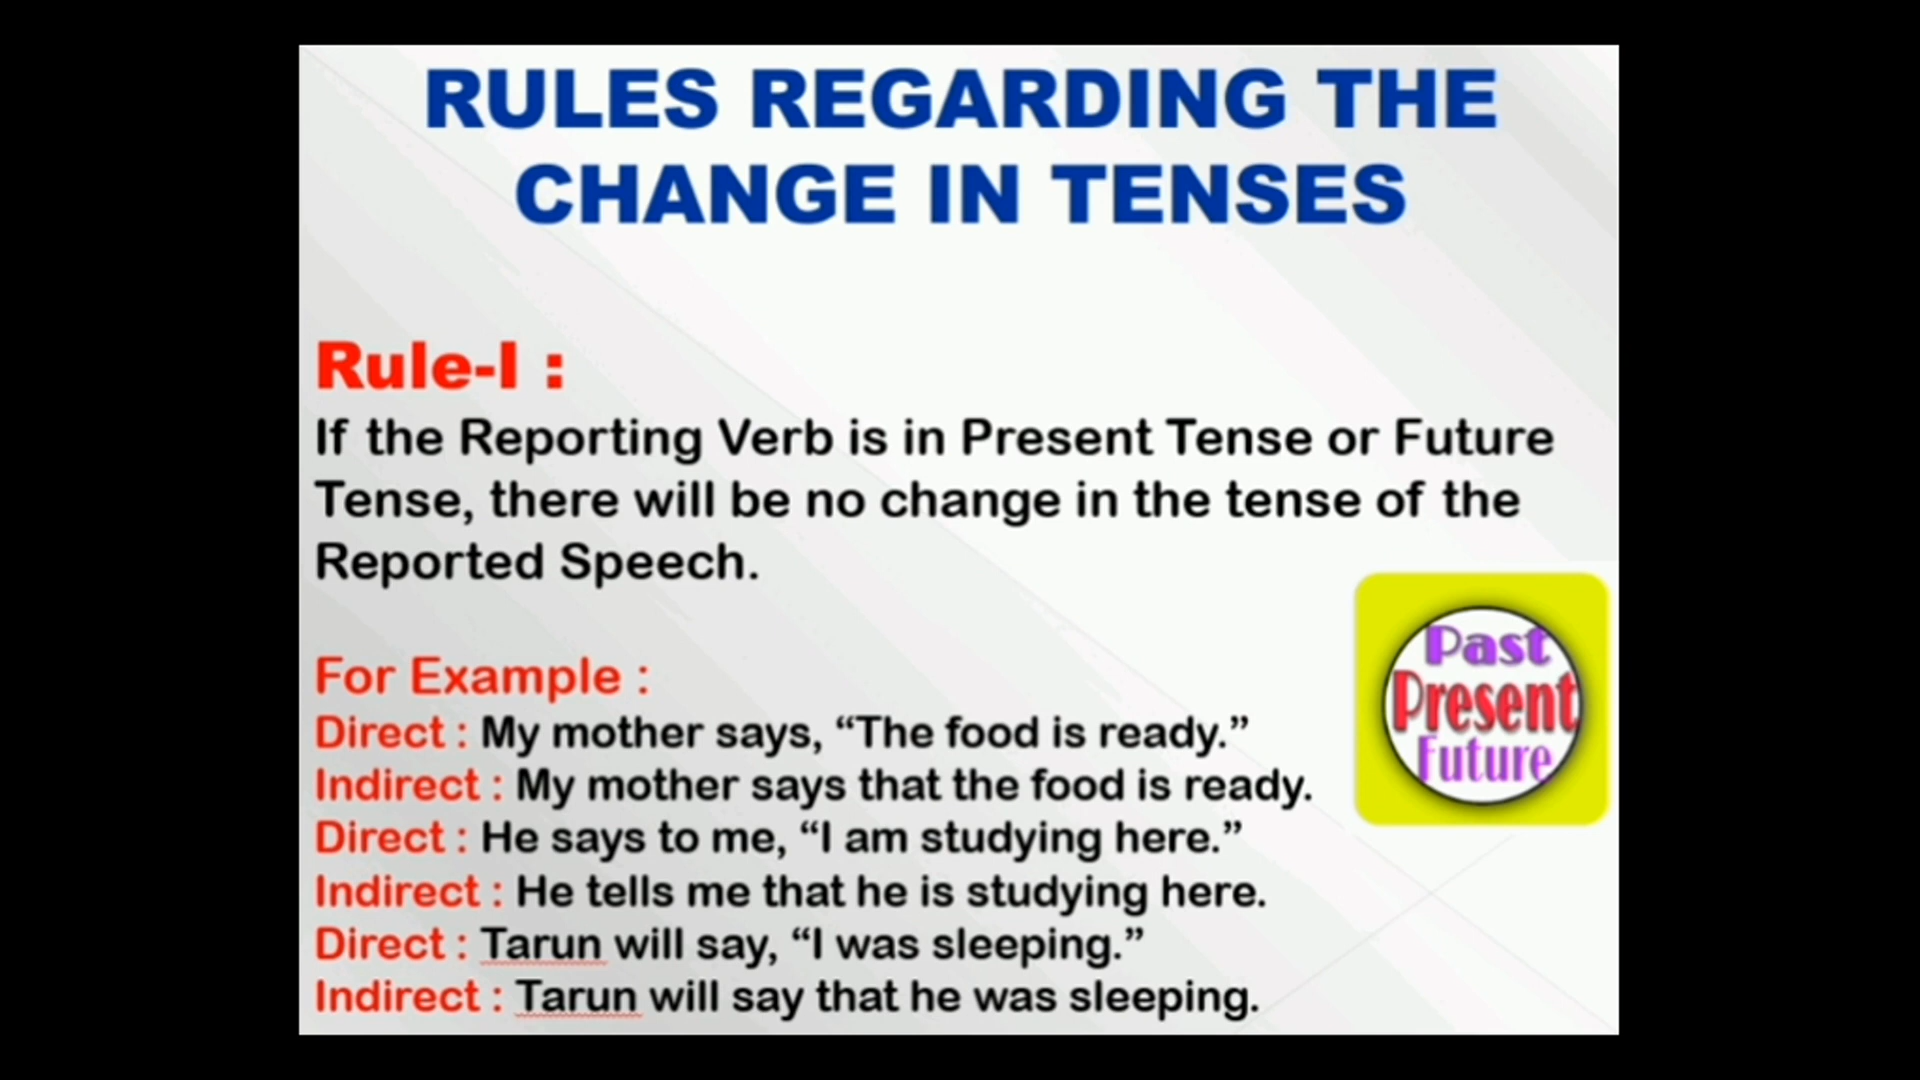 RULES REGARDING THE
CHANGE IN TENSES
Rule-I :
If the Reporting Verb is in Present Tense or Future
Tense, there will be no change in the tense of the
Reported Speech.
For Example :
Direct : My mother says, “The food is ready.”
Indirect : My mother says that the food is ready.
Direct : He says to me, “I am studying here.”
Indirect : He tells me that he is studying here.
Direct : Tarun will say, “I was sleeping.”
Indirect : Tarun will say that he was sleeping.
Past
Present
Future